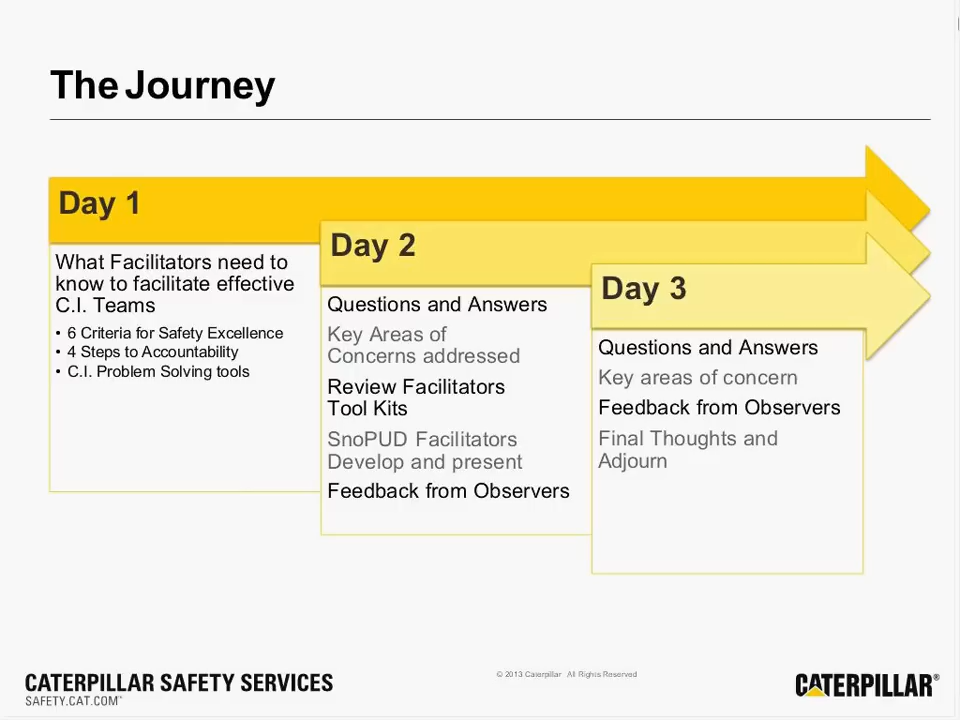 The Journey
Day 1
What Facilitators need to
know to facilitate effective
C.I. Teams
• 6 Criteria for Safety Excellence
• 4 Steps to Accountability
• C.I. Problem Solving tools
Day 2
Questions and Answers
Key Areas of
Concerns addressed
Review Facilitators
Tool Kits
SnoPUD Facilitators
Develop and present
Feedback from Observers
Day 3
Questions and Answers
Key areas of concern
Feedback from Observers
Final Thoughts and
Adjourn
CATERPILLAR SAFETY SERVICES
SAFETY.CAT.COM™
© 2013 Caterpillar All Rights Reserved
CATERPILLAR®